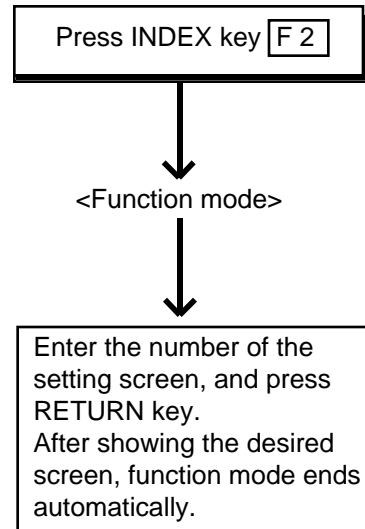 Press INDEX key F 2
<Function mode>
Enter the number of the
setting screen, and press
RETURN key.
After showing the desired
screen, function mode ends
automatically.